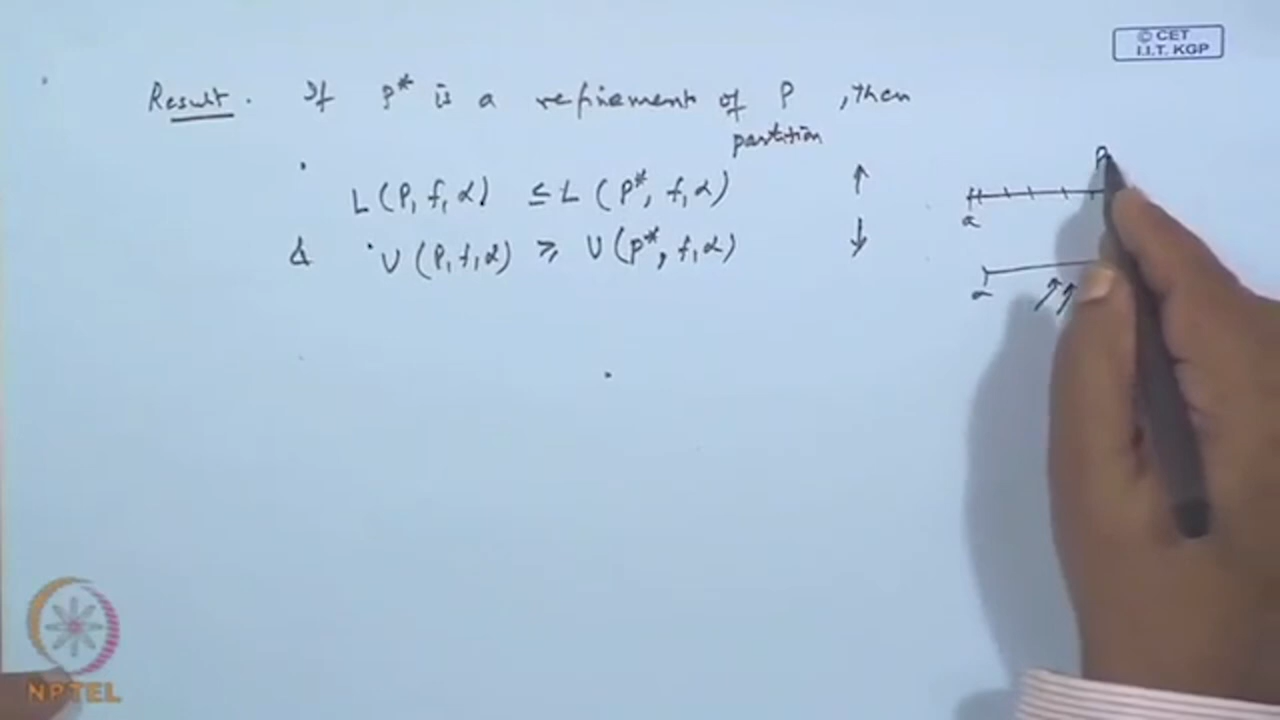 © CET
I.I.T. KGP
Result. If P* is a refinement of P, then
partition
L(P, f, α) ≤ L(P*, f, α) ↑
& U(P, f, α) ≥ U(P*, f, α) ↓
P
a
a
NPTEL